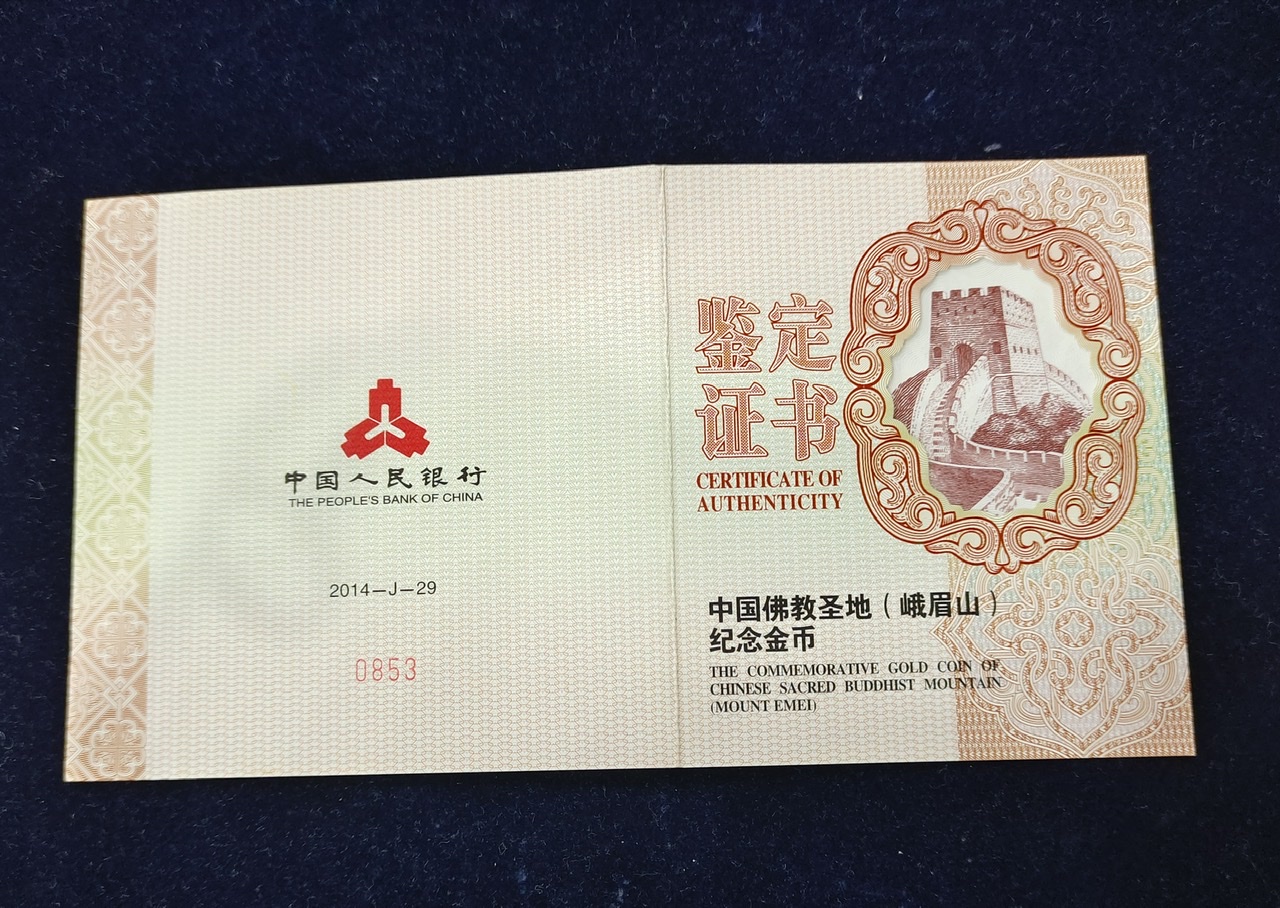 中国人民银行
THE PEOPLE'S BANK OF CHINA
2014—J—29
0853
鉴定
证书
CERTIFICATE OF
AUTHENTICITY
中国佛教圣地（峨眉山）
纪念金币
THE COMMEMORATIVE GOLD COIN OF
CHINESE SACRED BUDDHIST MOUNTAIN
(MOUNT EMEI)